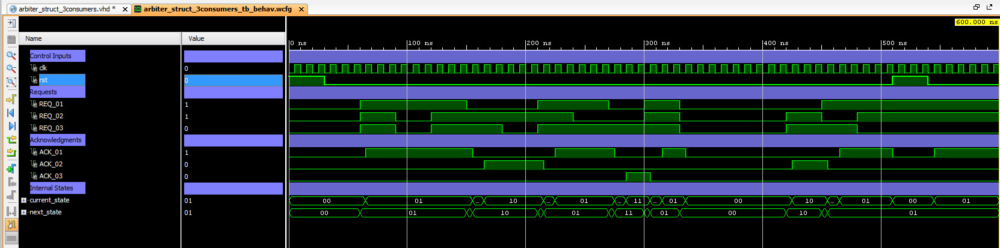 arbiter_struct_3consumers.vhd * × arbiter_struct_3consumers_tb_behav.wcfg ×
600.000 ns
Name Value
0 ns 100 ns 200 ns 300 ns 400 ns 500 ns
Control Inputs
clk 0
rst 0
Requests
REQ_01 1
REQ_02 1
REQ_03 0
Acknowledgments
ACK_01 1
ACK_02 0
ACK_03 0
Internal States
current_state 01 00 01 ... 10 ... 01 ... 11 ... 01 00 10 ... 01 00 01
next_state 01 00 01 10 01 11 01 00 10 01